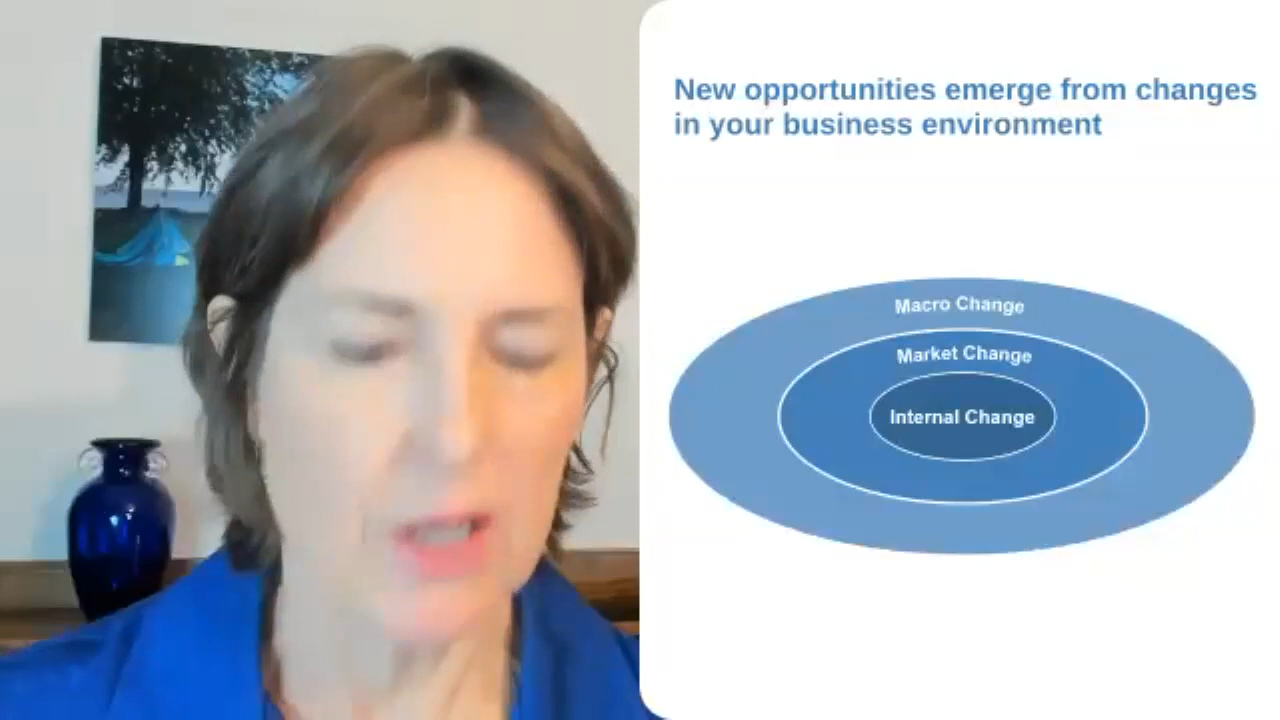 New opportunities emerge from changes
in your business environment
Macro Change
Market Change
Internal Change